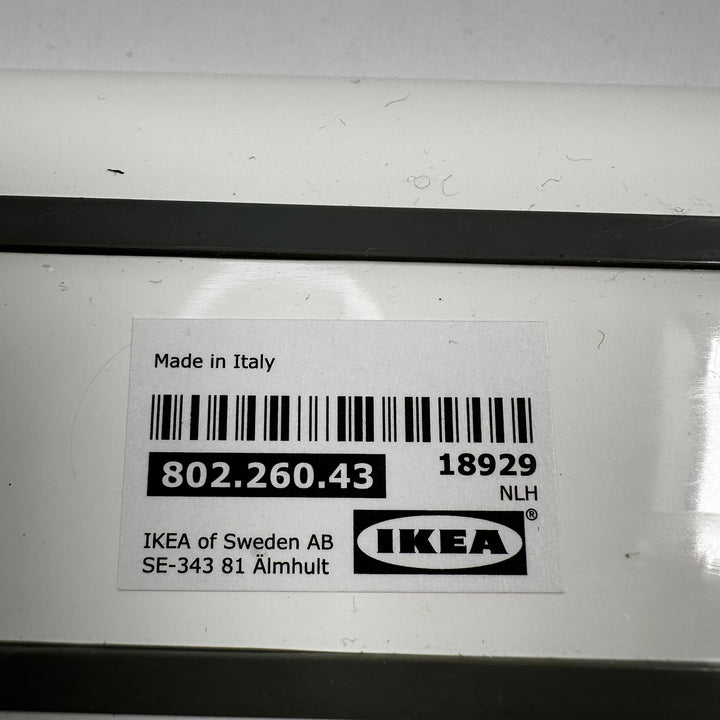 Made in Italy
802.260.43
18929
NLH
IKEA of Sweden AB
SE-343 81 Älmhult
IKEA®